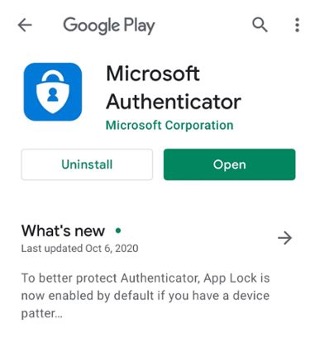 Google Play
Microsoft
Authenticator
Microsoft Corporation
Uninstall
Open
What's new
Last updated Oct 6, 2020
To better protect Authenticator, App Lock is
now enabled by default if you have a device
patter...